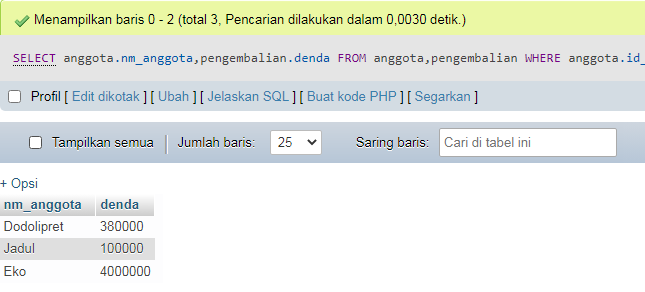 Menampilkan baris 0 - 2 (total 3, Pencarian dilakukan dalam 0,0030 detik.)
SELECT anggota.nm_anggota,pengembalian.denda FROM anggota,pengembalian WHERE anggota.id_
Profil [ Edit dikotak ] [ Ubah ] [ Jelaskan SQL ] [ Buat kode PHP ] [ Segarkan ]
Tampilkan semua Jumlah baris: 25 Saring baris: Cari di tabel ini
+ Opsi
nm_anggota denda
Dodolipret 380000
Jadul 100000
Eko 4000000